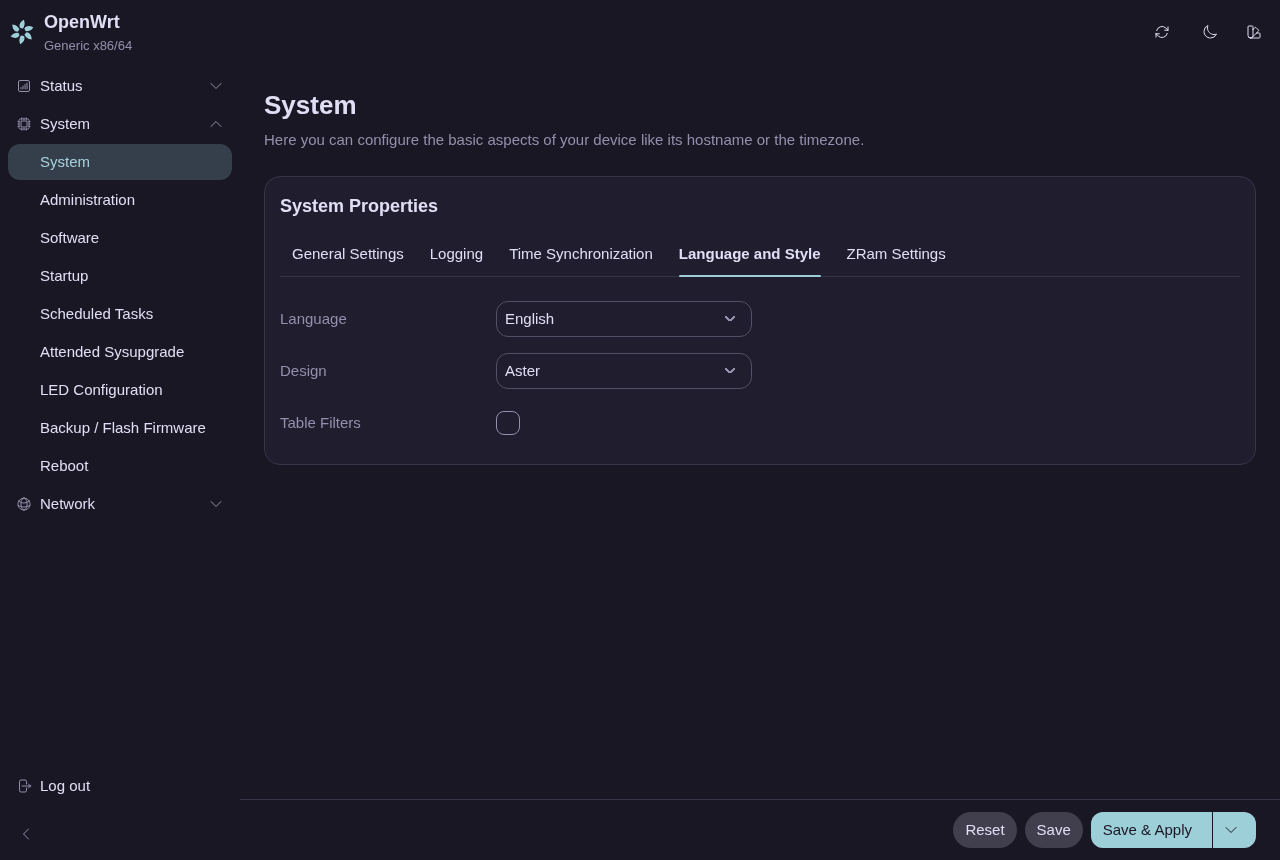 OpenWrt
Generic x86/64
Status
System
System
Administration
Software
Startup
Scheduled Tasks
Attended Sysupgrade
LED Configuration
Backup / Flash Firmware
Reboot
Network
Log out
System
Here you can configure the basic aspects of your device like its hostname or the timezone.
System Properties
General Settings Logging Time Synchronization Language and Style ZRam Settings
Language English
Design Aster
Table Filters
Reset Save Save & Apply